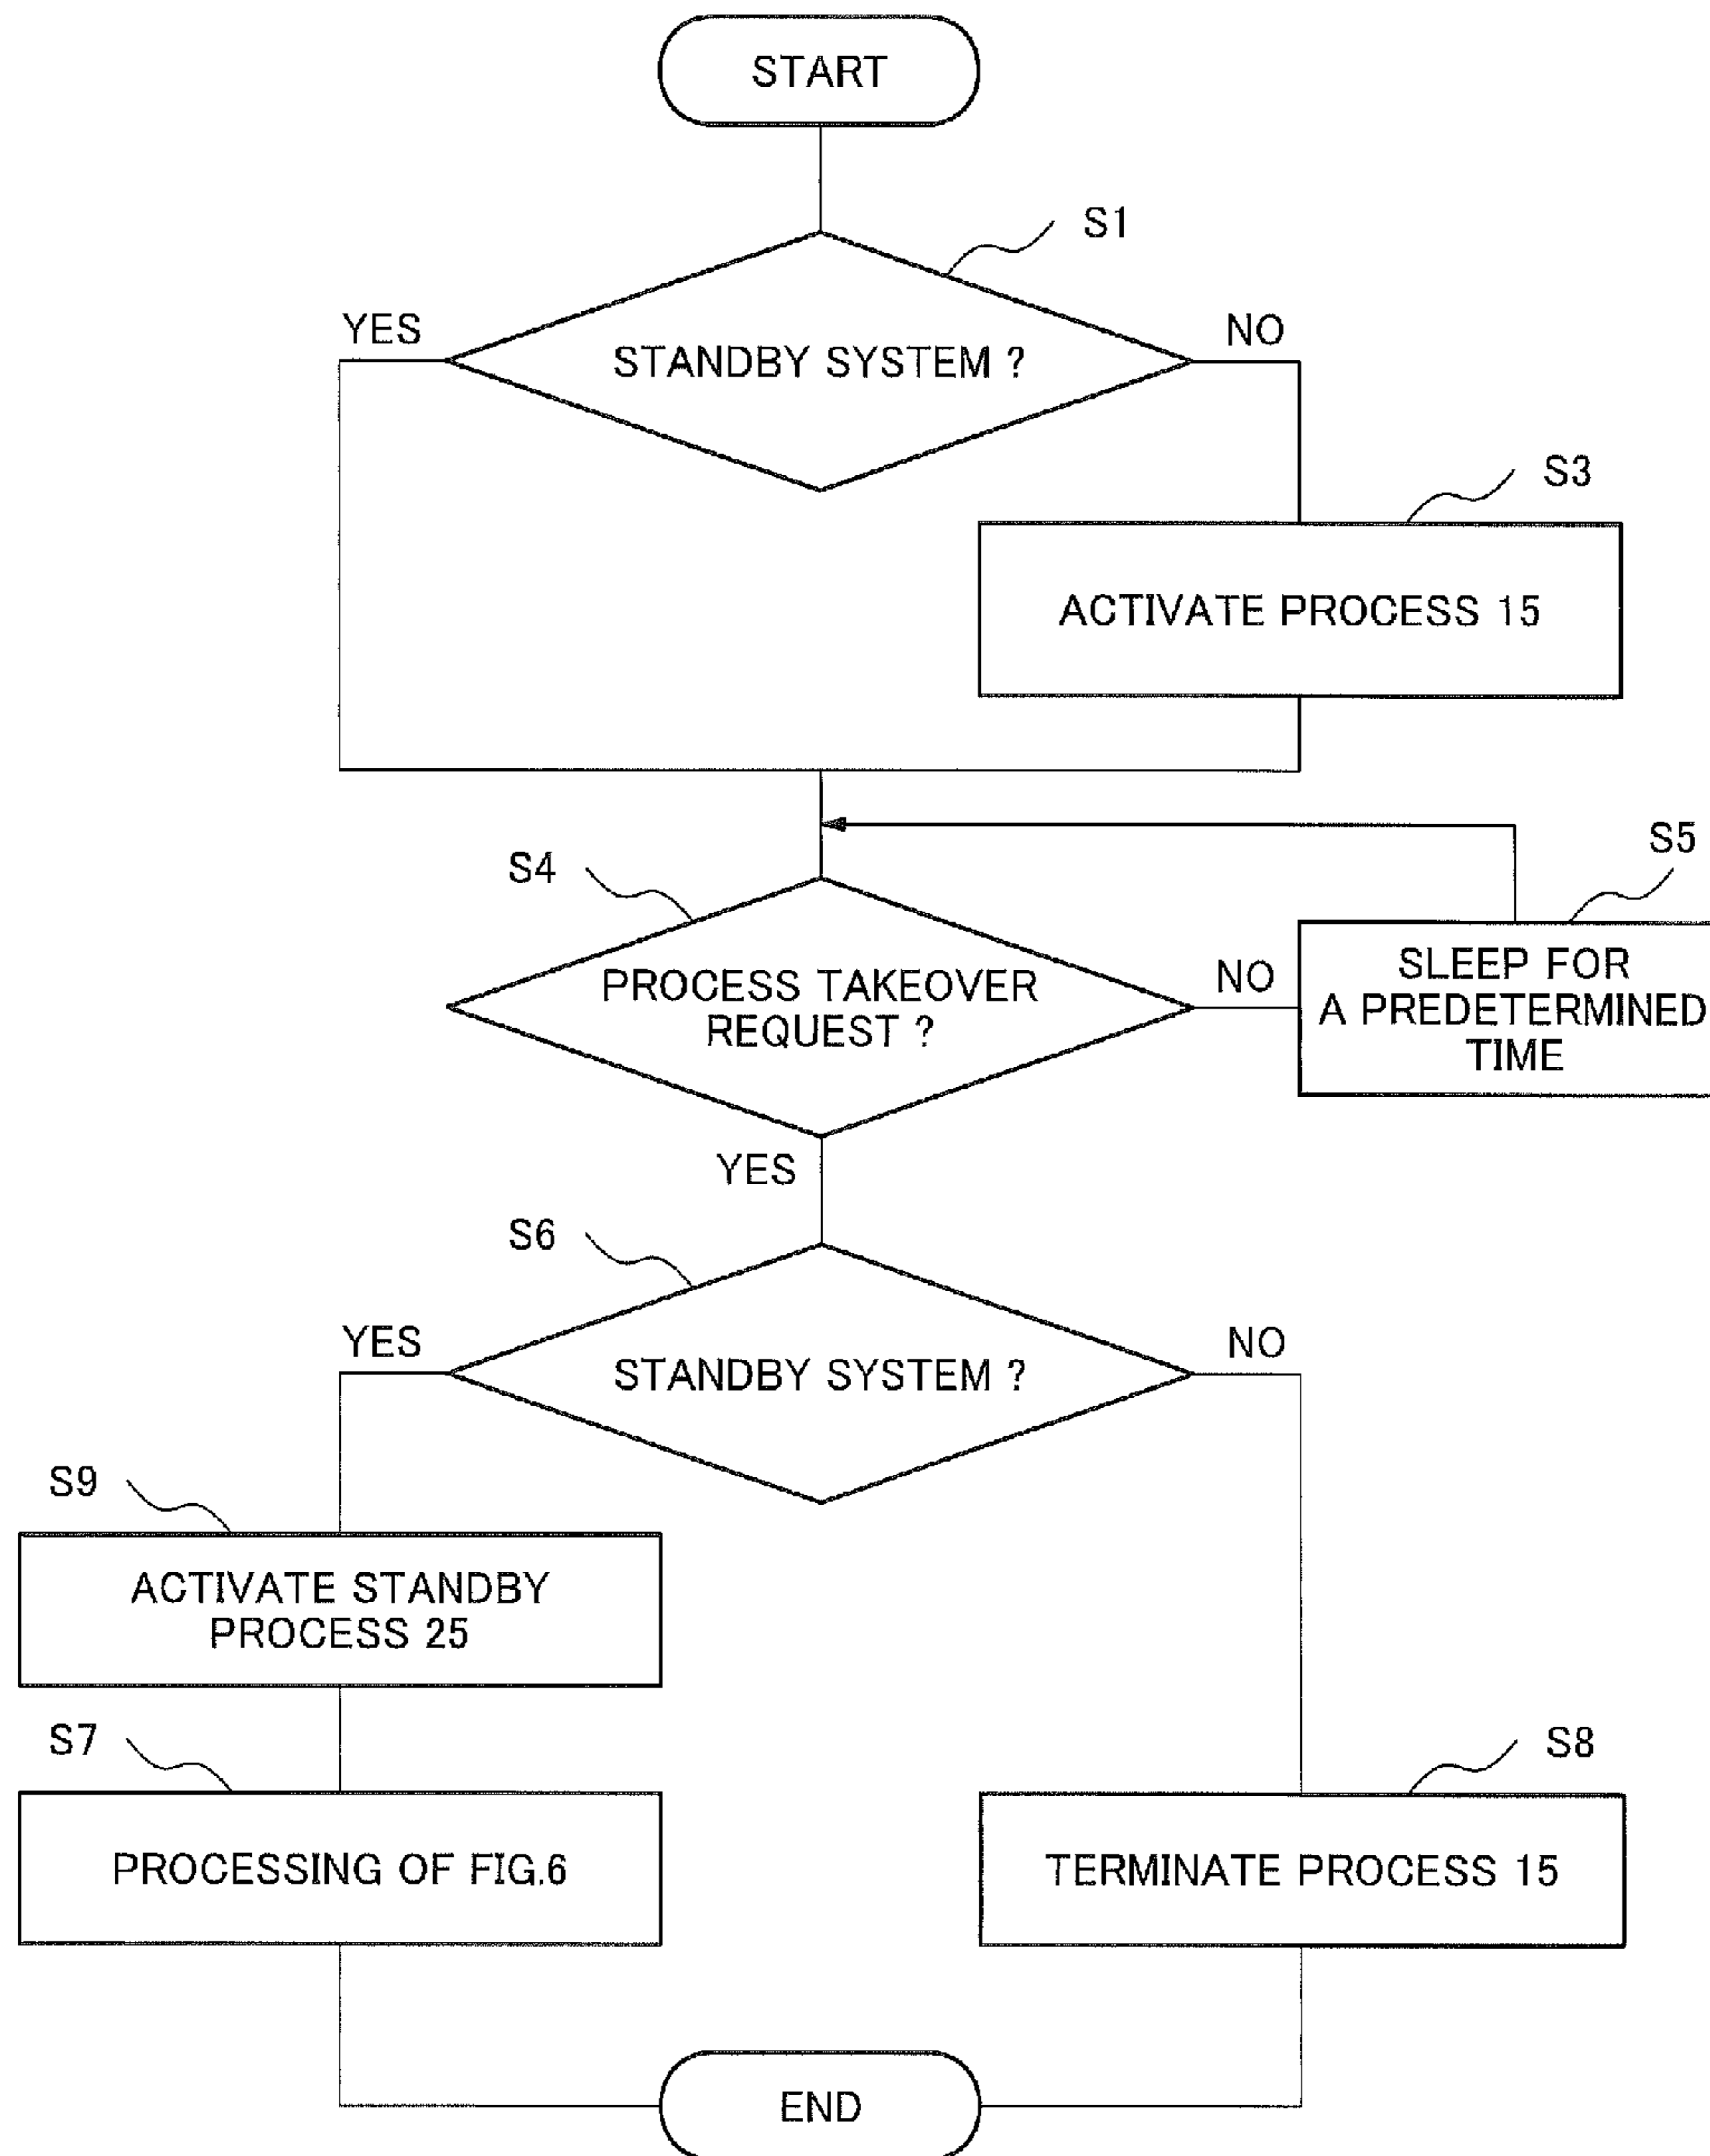 START
S1
YES
NO
STANDBY SYSTEM ?
S3
ACTIVATE PROCESS 15
S4
S5
PROCESS TAKEOVER
REQUEST ?
NO
SLEEP FOR
A PREDETERMINED
TIME
YES
S6
YES
NO
STANDBY SYSTEM ?
S9
ACTIVATE STANDBY
PROCESS 25
S7
S8
PROCESSING OF FIG.6
TERMINATE PROCESS 15
END